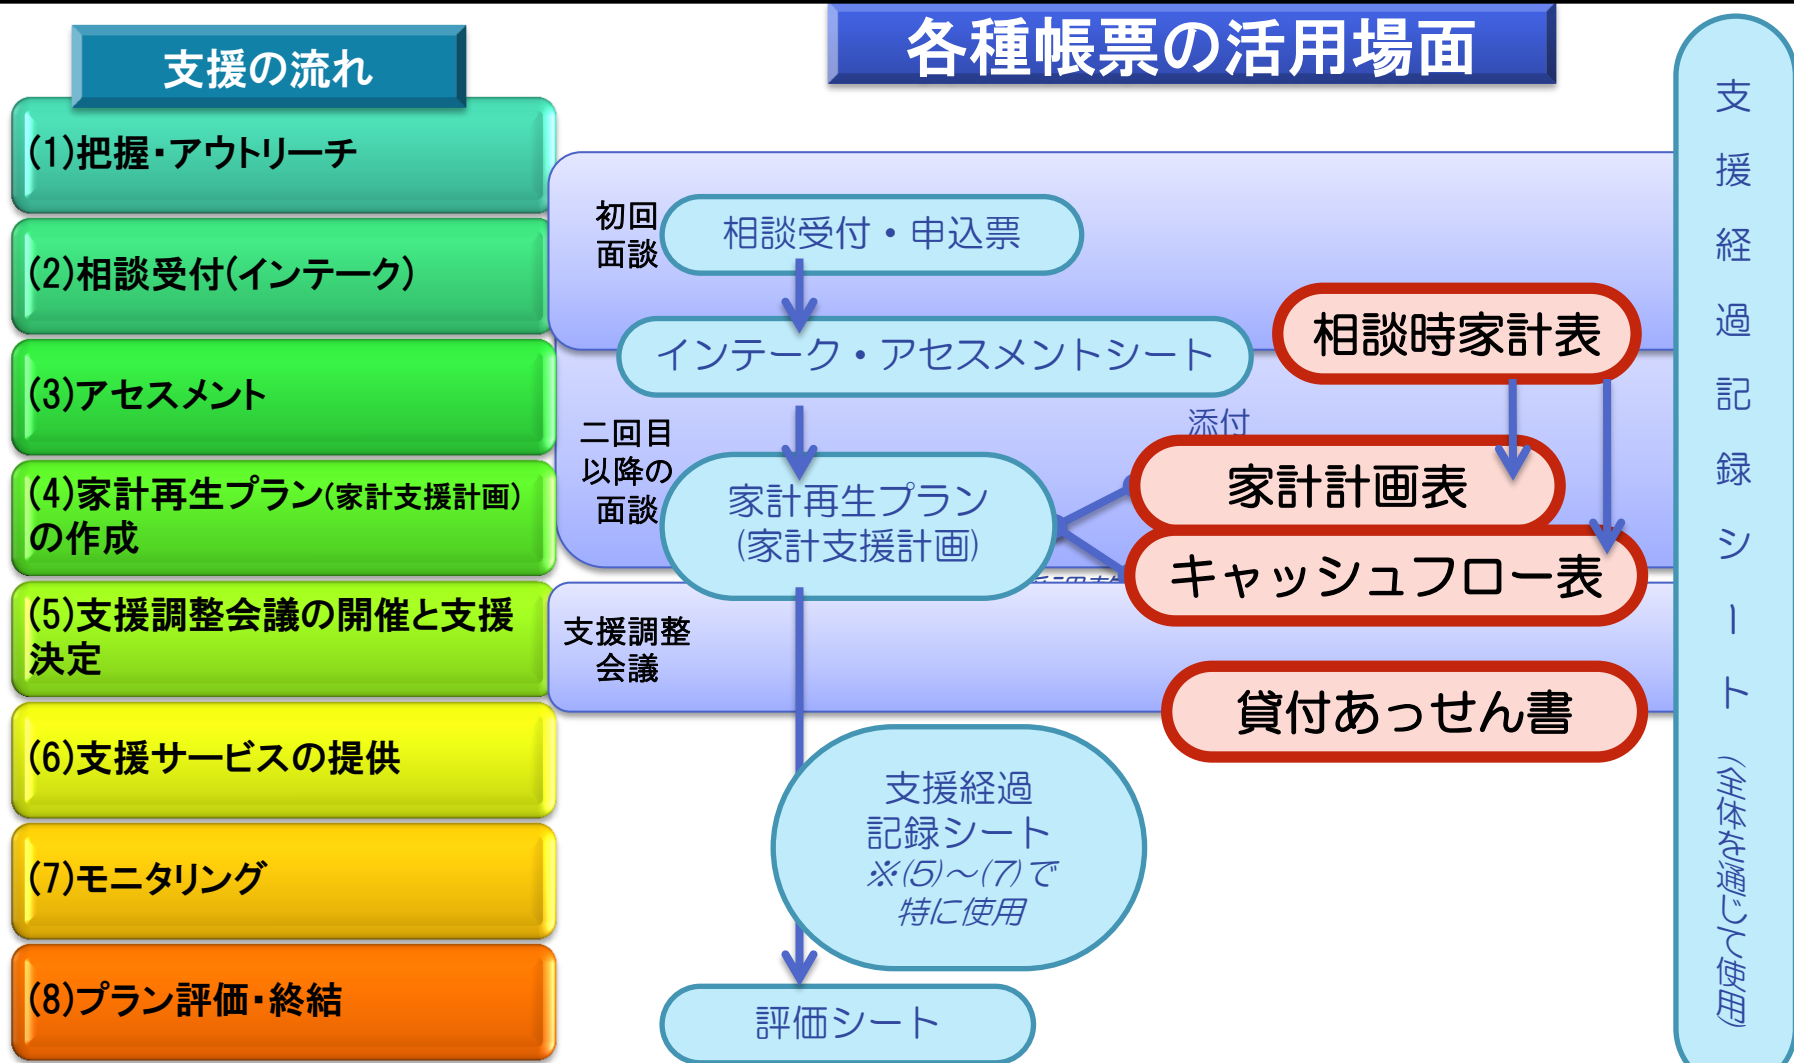 各種帳票の活用場面
支援の流れ
(1)把握・アウトリーチ
(2)相談受付(インテーク)
(3)アセスメント
(4)家計再生プラン(家計支援計画)
の作成
(5)支援調整会議の開催と支援
決定
(6)支援サービスの提供
(7)モニタリング
(8)プラン評価・終結
初回
面談
相談受付・申込票
インテーク・アセスメントシート
相談時家計表
二回目
以降の
面談
添付
家計再生プラン
(家計支援計画)
家計計画表
キャッシュフロー表
支援調整
会議
貸付あっせん書
支援経過
記録シート
※(5)～(7)で
特に使用
評価シート
支援経過記録シート(全体を通じて使用)